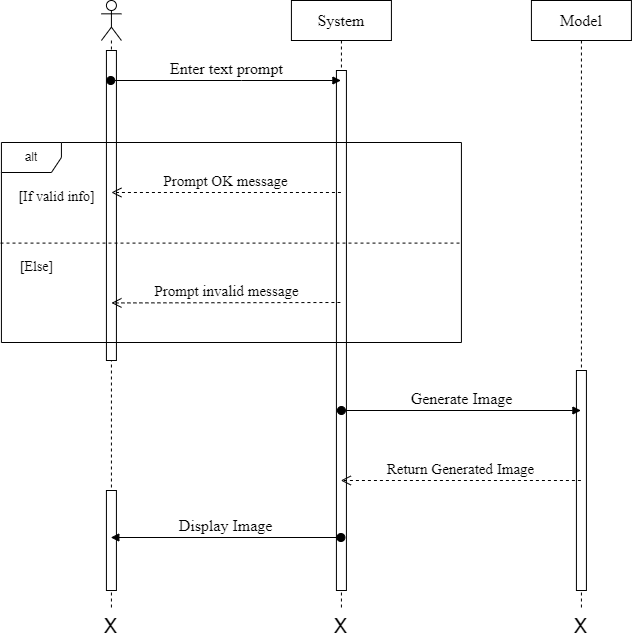 System
Model
Enter text prompt
alt
Prompt OK message
[If valid info]
[Else]
Prompt invalid message
Generate Image
Return Generated Image
Display Image
X
X
X